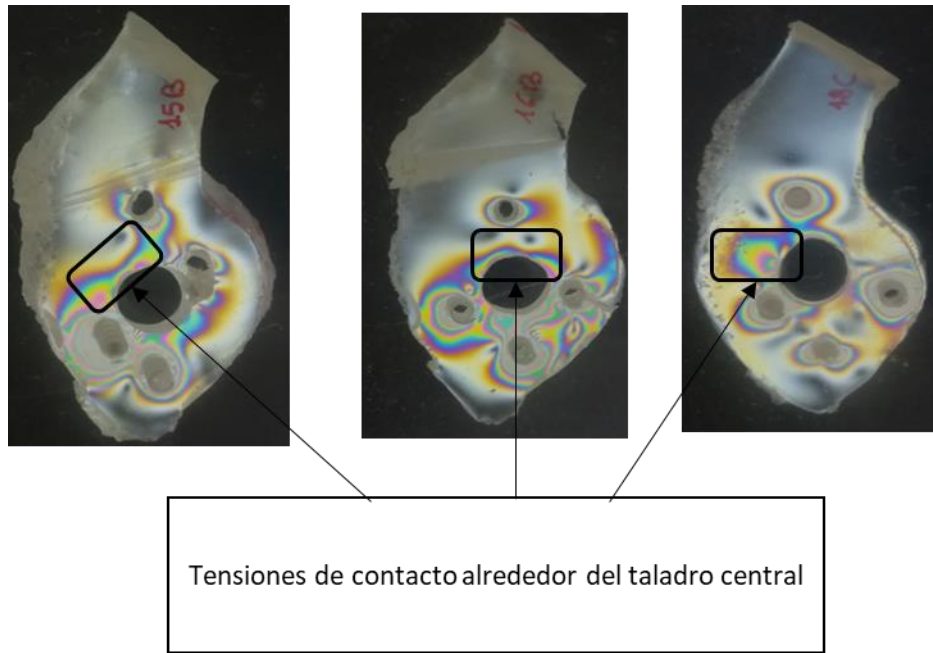 15B
16B
18C
Tensiones de contacto alrededor del taladro central